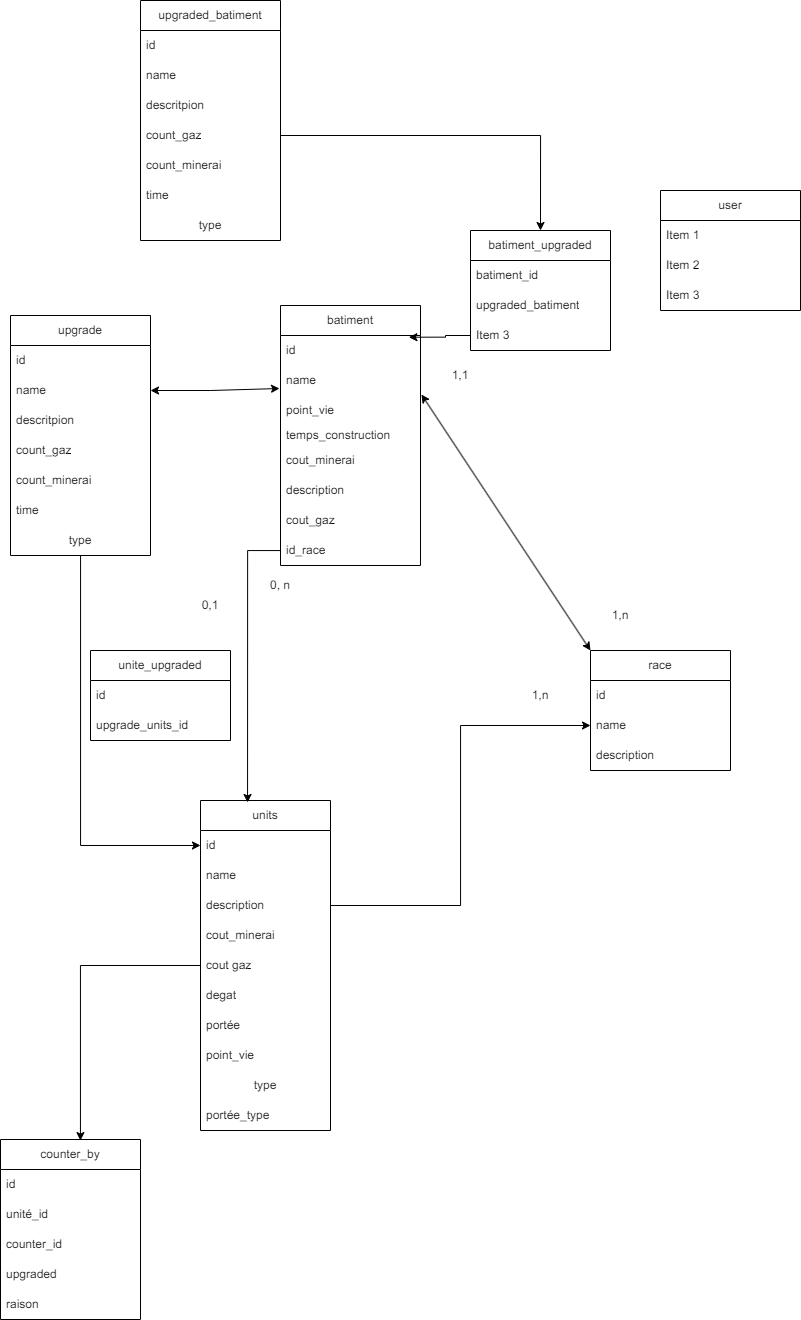 upgraded_batiment
id
name
descritpion
count_gaz
count_minerai
time
type
user
Item 1
Item 2
Item 3
batiment_upgraded
batiment_id
upgraded_batiment
Item 3
upgrade
id
name
descritpion
count_gaz
count_minerai
time
type
batiment
id
name
point_vie
temps_construction
cout_minerai
description
cout_gaz
id_race
1,1
0, n
0,1
1,n
unite_upgraded
id
upgrade_units_id
race
id
name
description
1,n
units
id
name
description
cout_minerai
cout gaz
degat
portée
point_vie
type
portée_type
counter_by
id
unité_id
counter_id
upgraded
raison